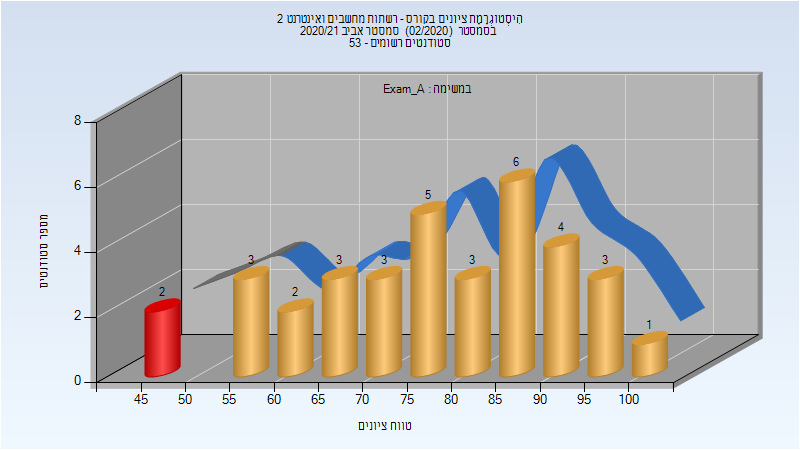 הִיסְטוֹגְרָמַת ציונים בקורס - רשתות מחשבים ואינטרנט 2
בסמסטר (02/2020) סמסטר אביב 2020/21
סטודנטים רשומים - 53
במשימה : Exam_A
מספר סטודנטים
8
6
4
2
0
2
3
2
3
3
5
3
6
4
3
1
45 50 55 60 65 70 75 80 85 90 95 100
טווח ציונים